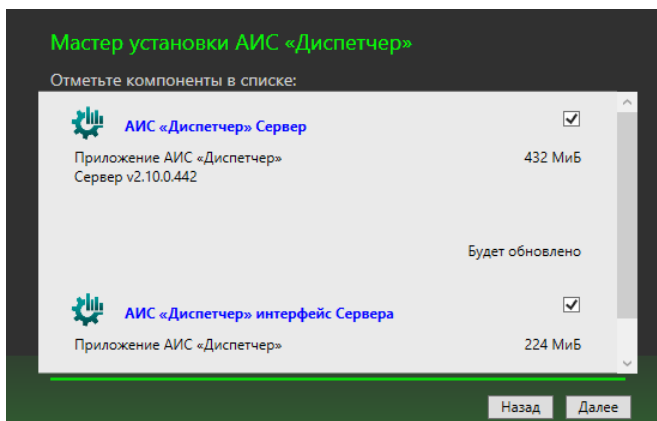 Мастер установки АИС «Диспетчер»
Отметьте компоненты в списке:
АИС «Диспетчер» Сервер
Приложение АИС «Диспетчер» 432 МиБ
Сервер v2.10.0.442
Будет обновлено
АИС «Диспетчер» интерфейс Сервера
Приложение АИС «Диспетчер» 224 МиБ
Назад Далее